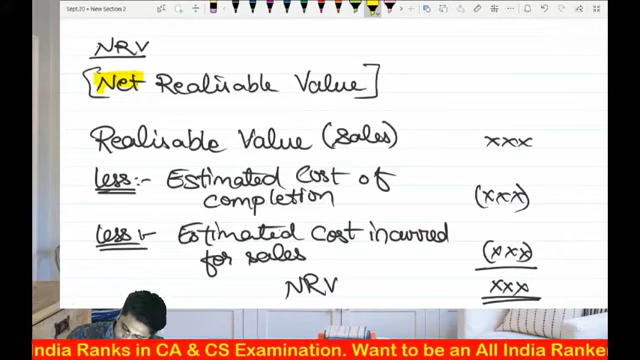 Sept.20 • New Section 2
NRV
[Net Realisable Value]
Realisable Value (sales) xxx
less:- Estimated Cost of
completion (xxx)
less:- Estimated Cost incurred
for sales (xxx)
NRV xxx
India Ranks in CA & CS Examination. Want to be an All India Ranker